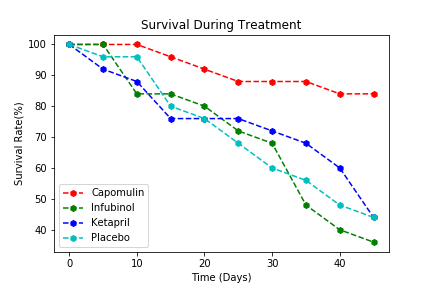 Survival During Treatment
100
90
80
70
60
50
40
Survival Rate(%)
Capomulin
Infubinol
Ketapril
Placebo
0 10 20 30 40
Time (Days)